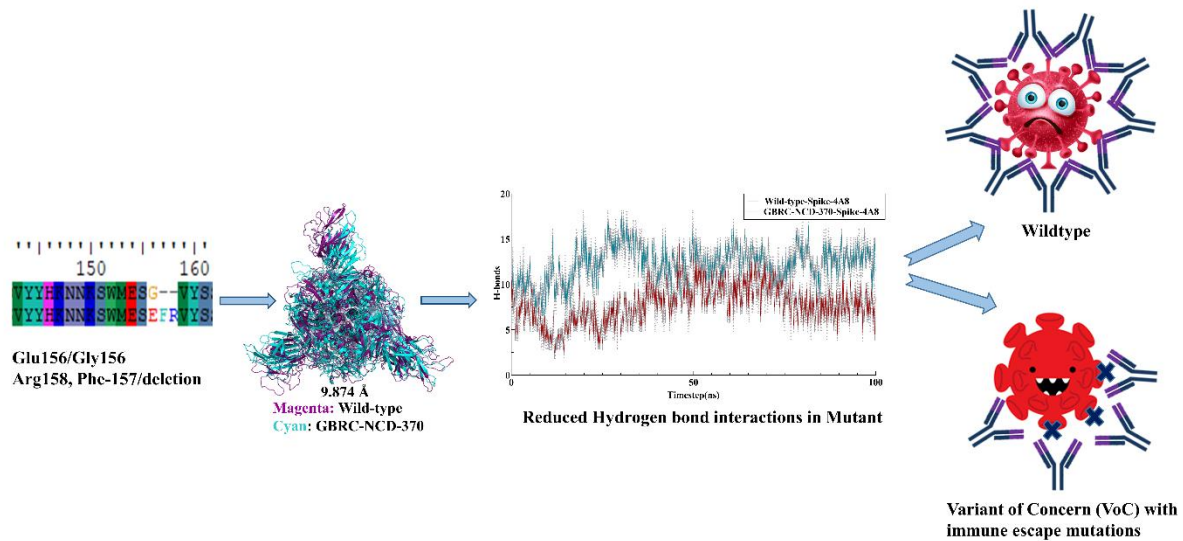 150 160
VYYHKNNKSWMESG--VYS
VYYHKNNKSWMESEFRVYS
Glu156/Gly156
Arg158, Phe-157/deletion
9.874 Å
Magenta: Wild-type
Cyan: GBRC-NCD-370
Wild-type-Spike-4A8
GBRC-NCD-370-Spike-4A8
20
15
10
5
0
H-bonds
0 50 100
Timestep(ns)
Reduced Hydrogen bond interactions in Mutant
Wildtype
Variant of Concern (VoC) with
immune escape mutations